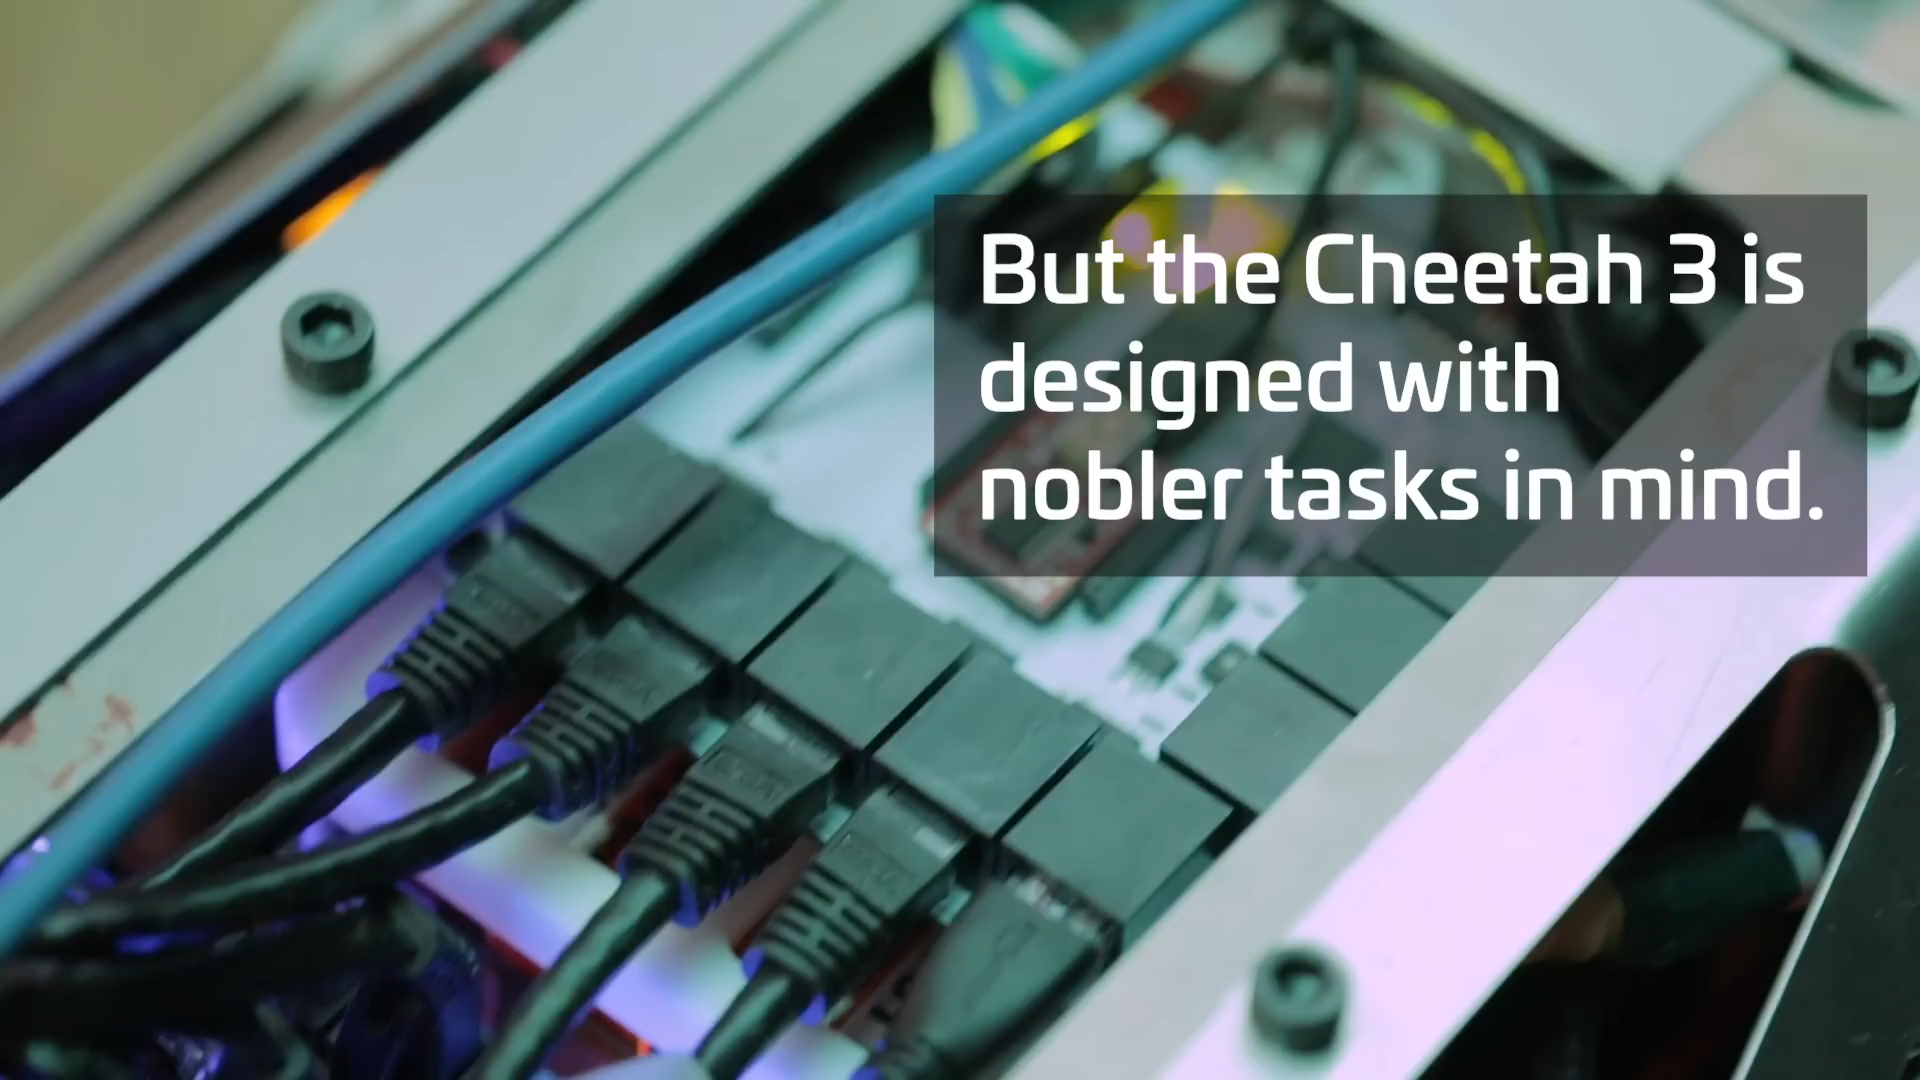 But the Cheetah 3 is
designed with
nobler tasks in mind.